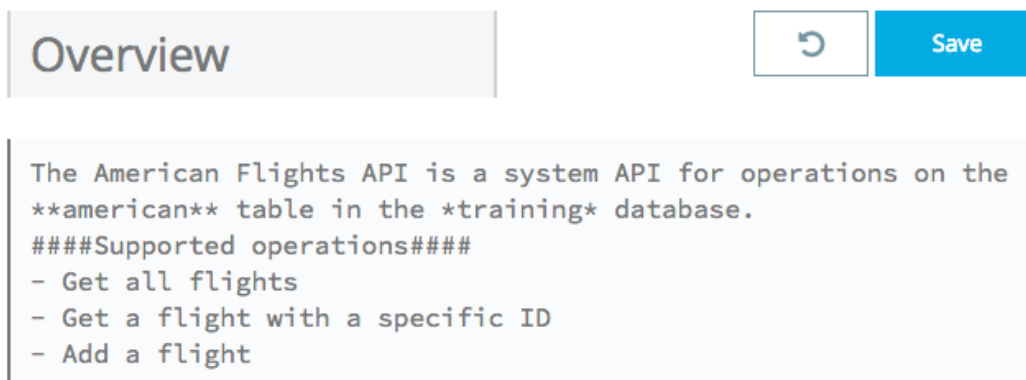 Overview
Save
The American Flights API is a system API for operations on the
**american** table in the *training* database.
####Supported operations####
- Get all flights
- Get a flight with a specific ID
- Add a flight